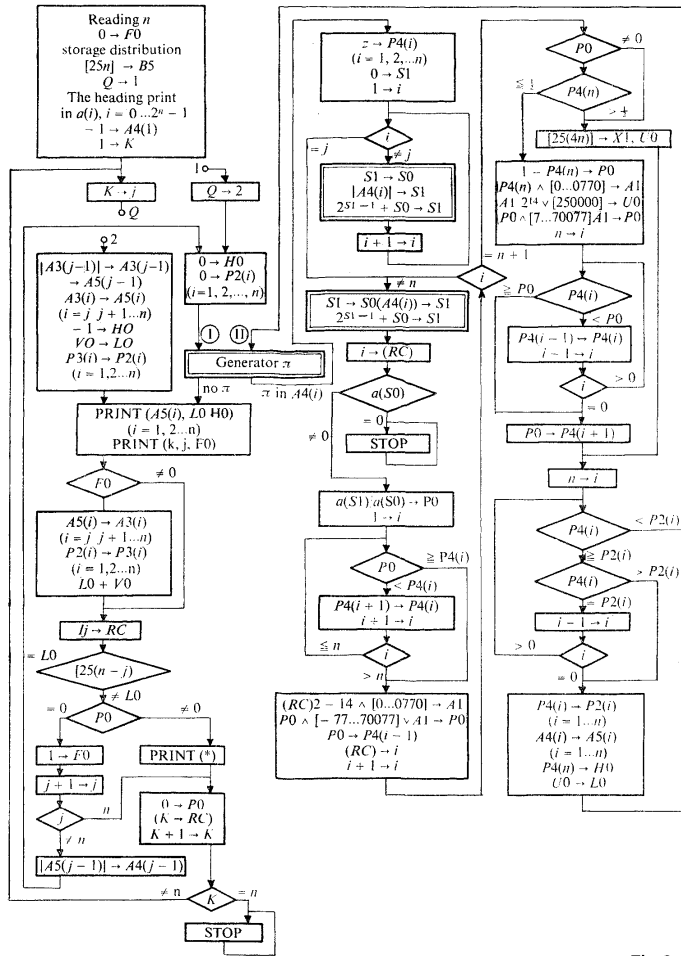 Reading n
0 → F0
storage distribution
[25n] → B5
Q → 1
The heading print
in a(i), i = 0...2ⁿ − 1
− 1 → A4(1)
1 → K
K → j
Q
1
Q → 2
2
|A3(j−1)| → A3(j−1)
→ A5(j − 1)
A3(i) → A5(i)
(i = j, j + 1...n)
− 1 → HO
VO → LO
P3(i) → P2(i)
(i = 1,2...n)
0 → H0
0 → P2(i)
(i=1, 2,..., n)
I
II
Generator π
no π
π in A4(i)
PRINT (A5(i), L0 H0)
(i = 1, 2...n)
PRINT (k, j, F0)
F0
≠ 0
A5(i) → A3(i)
(i = j, j + 1...n)
P2(i) → P3(i)
(i = 1,2...n)
L0 + V0
Ij → RC
= L0
[25(n − j)
≠ L0
= 0
P0
≠ 0
1 → F0
PRINT (*)
j + 1 → j
j
n
≠ n
0 → P0
(K → RC)
K + 1 → K
|A5(j − 1)| → A4(j − 1)
≠ n
K
= n
STOP
z → P4(i)
(i = 1, 2,...n)
0 → S1
1 → i
i
= j
≠ j
S1 → S0
|A4(i)| → S1
2^{S1−1} + S0 → S1
i + 1 → i
≠ n
i
= n + 1
S1 → S0(A4(i)) → S1
2^{S1−1} + S0 → S1
i → (RC)
a(S0)
≠ 0
= 0
STOP
a(S1)/a(S0) → P0
1 → i
P0
≧ P4(i)
< P4(i)
P4(i + 1) → P4(i)
i + 1 → i
≦ n
i
> n
(RC)2 − 14 ∧ [0...0770] → A1
P0 ∧ [− 77...70077] ∨ A1 → P0
P0 → P4(i − 1)
(RC) → i
i + 1 → i
P0
≠ 0
P4(n)
[25(4n)] → X1, U0
1 − P4(n) → P0
P4(n) ∧ [0...0770] → A1
A1 2¹⁴ ∨ [250000] → U0
P0 ∧ [7...70077]A1 → P0
n → i
≧ P0
P4(i)
< P0
P4(i − 1) → P4(i)
i − 1 → i
i
> 0
= 0
P0 → P4(i + 1)
n → i
P4(i)
< P2(i)
≧ P2(i)
P4(i)
> P2(i)
= P2(i)
i − 1 → i
> 0
i
= 0
P4(i) → P2(i)
(i = 1...n)
A4(i) → A5(i)
(i = 1...n)
P4(n) → H0
U0 → L0